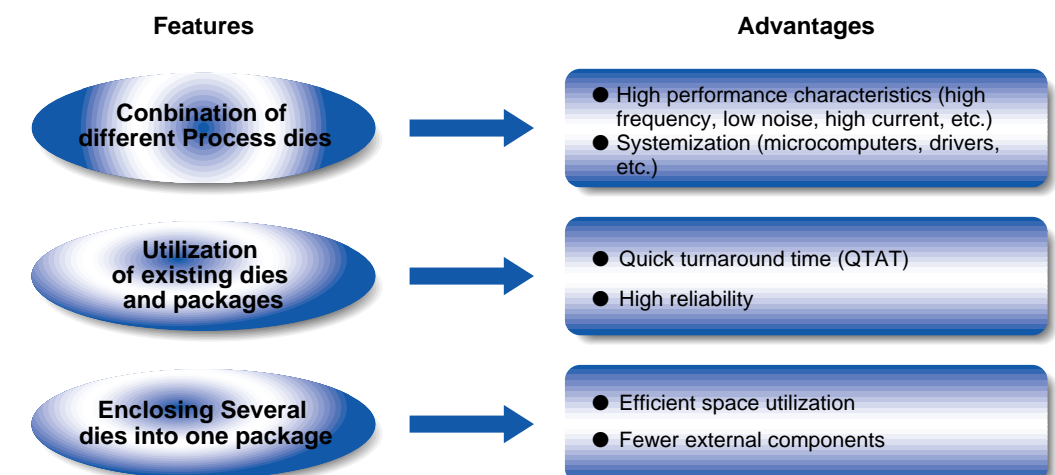 Features
Advantages
Conbination of
different Process dies
● High performance characteristics (high
frequency, low noise, high current, etc.)
● Systemization (microcomputers, drivers,
etc.)
Utilization
of existing dies
and packages
● Quick turnaround time (QTAT)
● High reliability
Enclosing Several
dies into one package
● Efficient space utilization
● Fewer external components